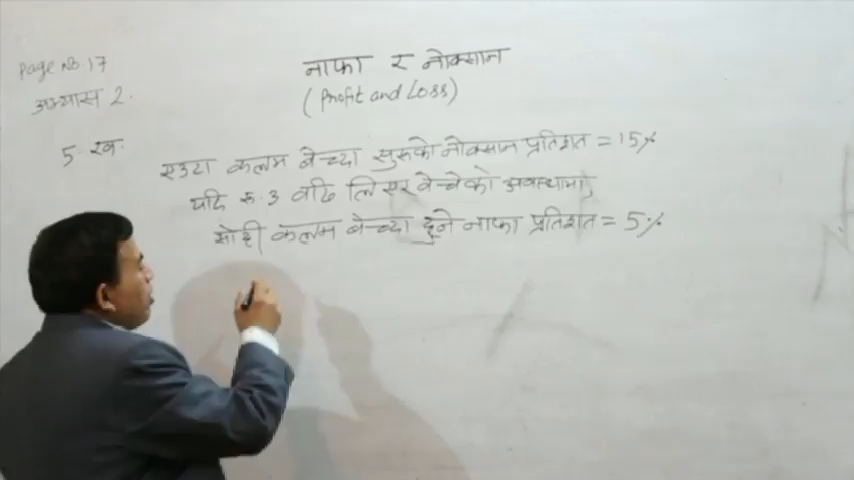 Page No 17
नाफा र नोक्सान
अभ्यास 2.
(Profit and Loss)
5. ख.
एउटा कलम बेच्दा सुरुको नोक्सान प्रतिशत = 15%
यदि रू. 3 बढि लिएर बेचेको अवस्थामा,
सोही कलम बेच्दा हुने नाफा प्रतिशत = 5%